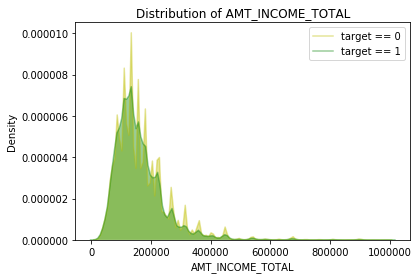 Distribution of AMT_INCOME_TOTAL
target == 0
target == 1
0.000010
0.000008
0.000006
0.000004
0.000002
0.000000
Density
0 200000 400000 600000 800000 1000000
AMT_INCOME_TOTAL